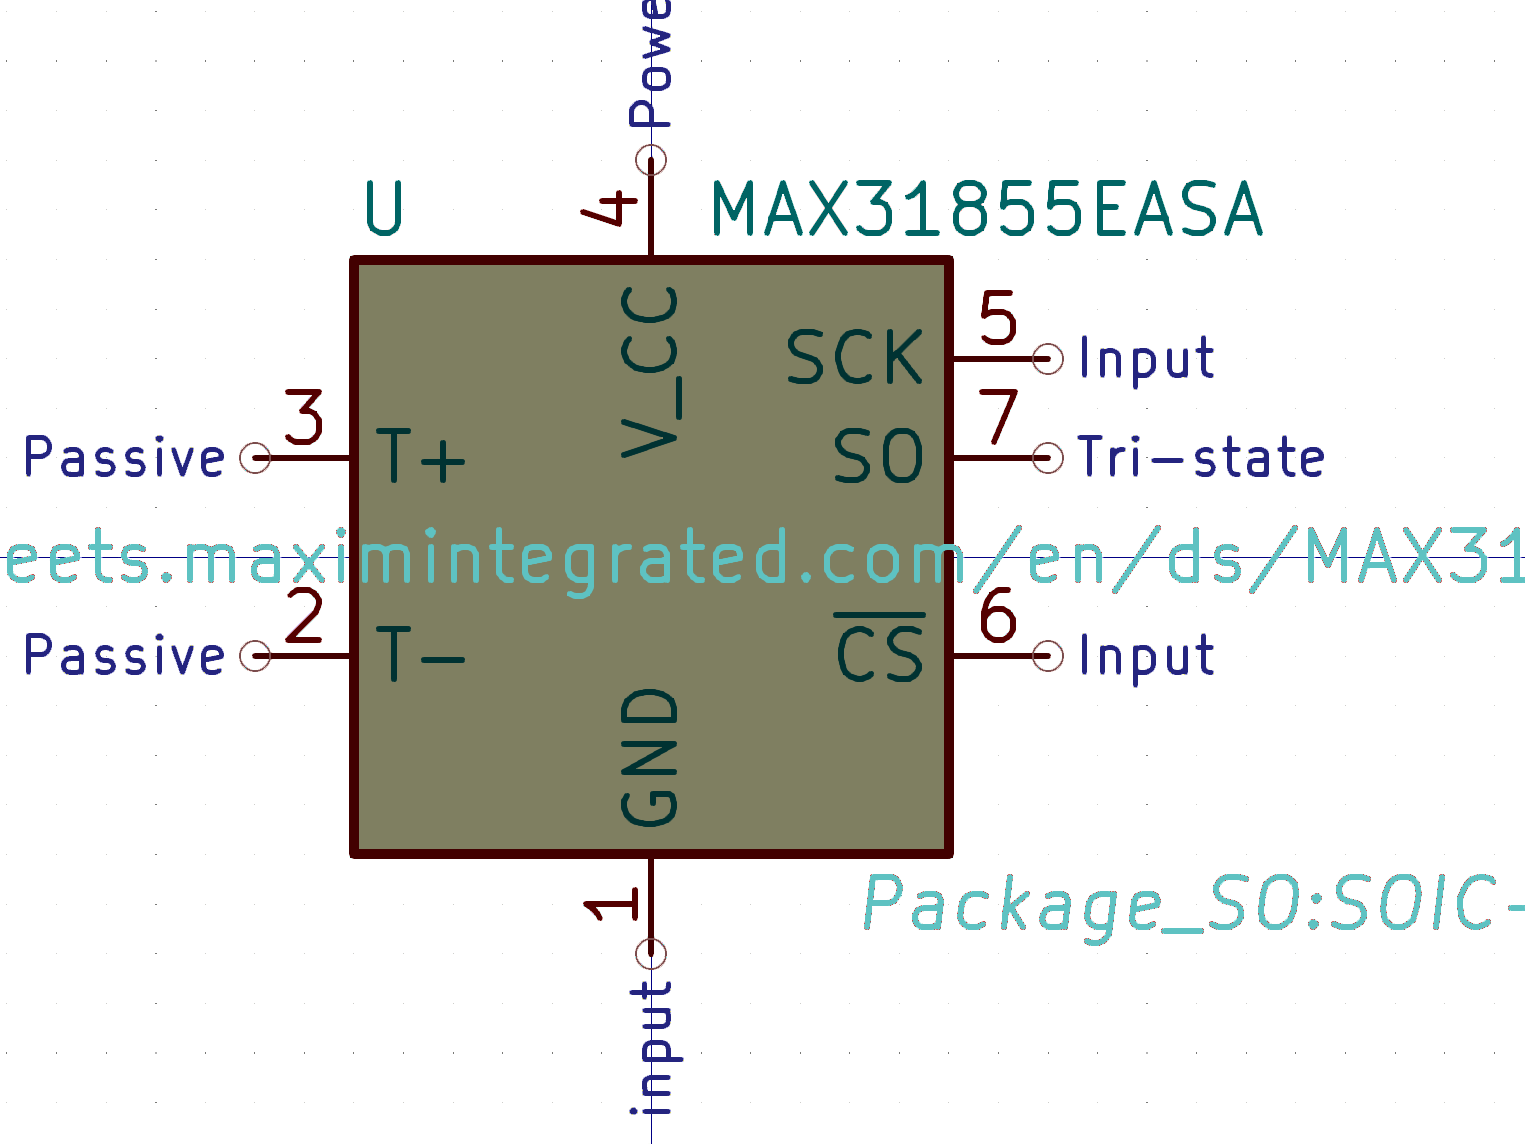 Powe
4
U
MAX31855EASA
V_CC
5
SCK
Input
3
7
Passive
T+
SO
Tri-state
eets.maximintegrated.com/en/ds/MAX31
2
6
Passive
T-
CS
Input
GND
1
Package_SO:SOIC-
input